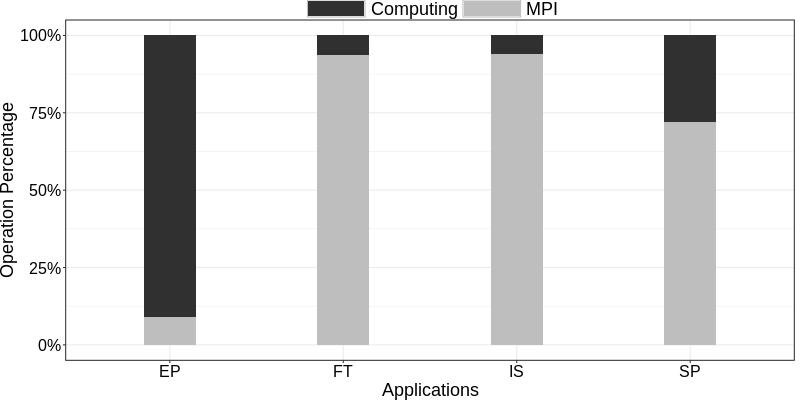 Computing MPI
Operation Percentage
100%
75%
50%
25%
0%
EP FT IS SP
Applications